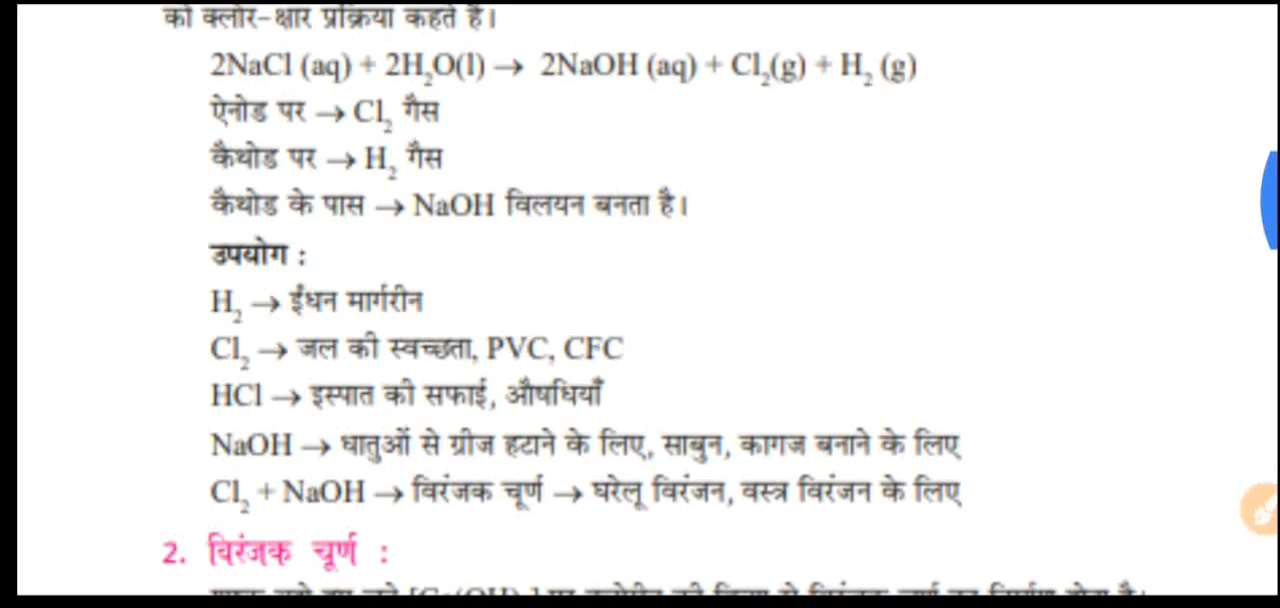 को क्लोर-क्षार प्रक्रिया कहते हैं।
2NaCl (aq) + 2H₂O(l) → 2NaOH (aq) + Cl₂(g) + H₂ (g)
ऐनोड पर → Cl₂ गैस
कैथोड पर → H₂ गैस
कैथोड के पास → NaOH विलयन बनता है।
उपयोग :
H₂ → ईंधन मार्गरीन
Cl₂ → जल की स्वच्छता, PVC, CFC
HCl → इस्पात की सफाई, औषधियाँ
NaOH → धातुओं से ग्रीज हटाने के लिए, साबुन, कागज बनाने के लिए
Cl₂ + NaOH → विरंजक चूर्ण → घरेलू विरंजन, वस्त्र विरंजन के लिए
2. विरंजक चूर्ण :